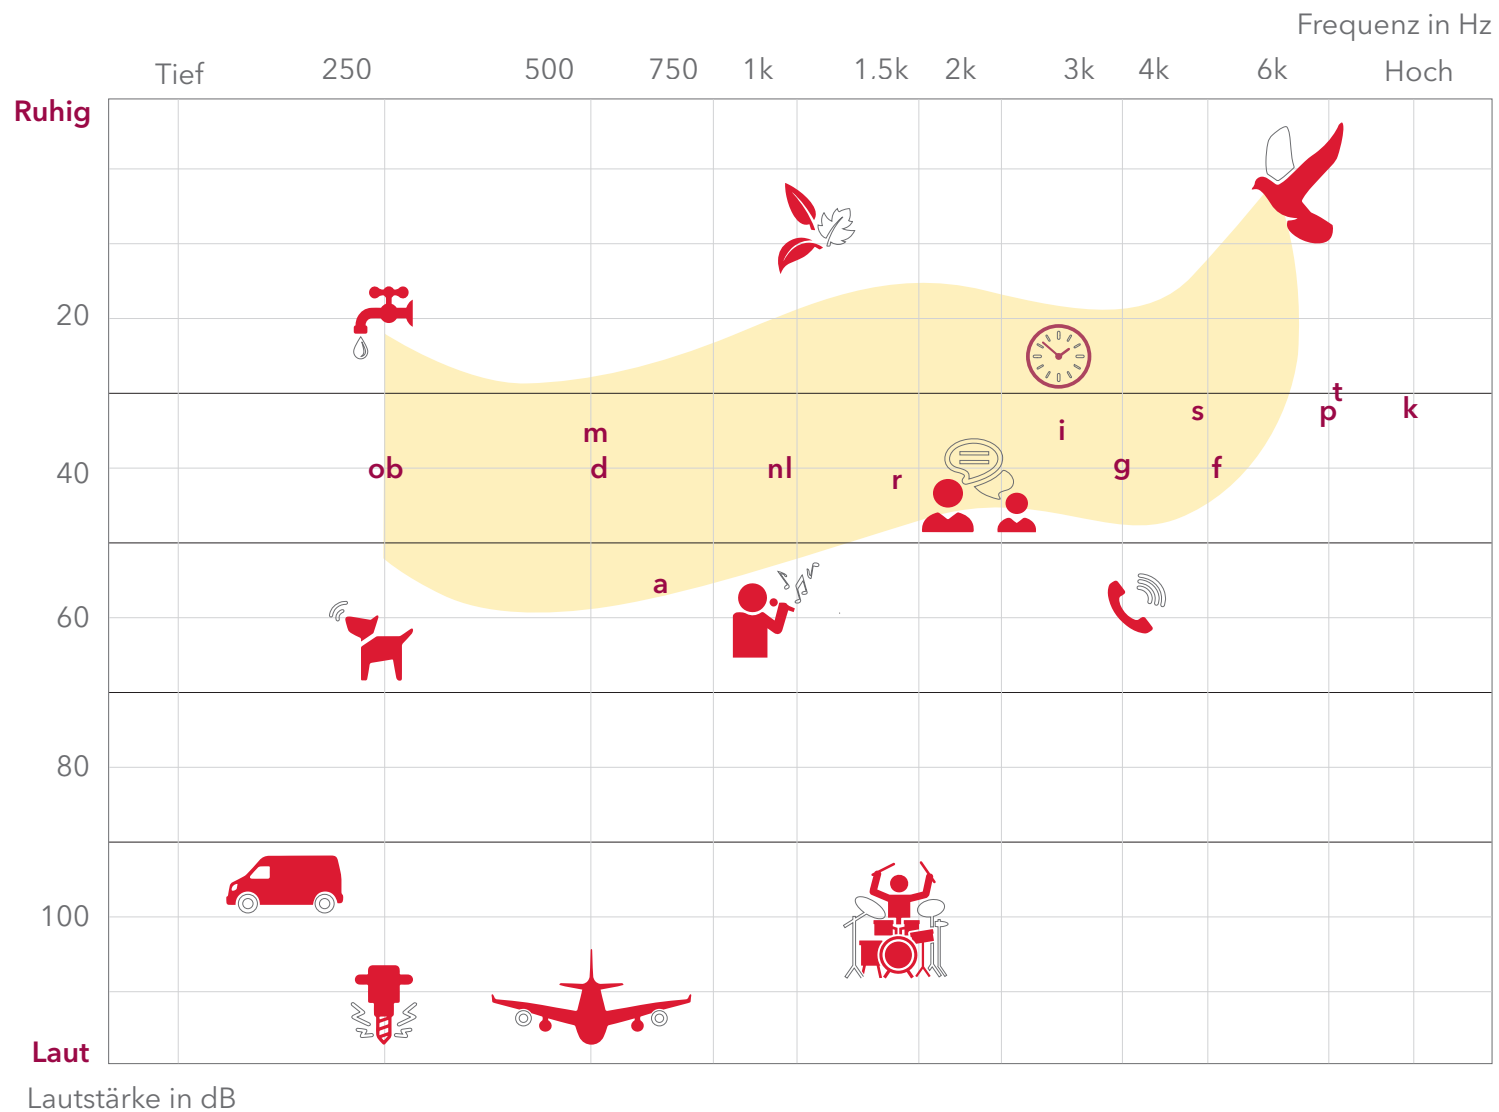 Frequenz in Hz
Tief 250 500 750 1k 1.5k 2k 3k 4k 6k Hoch
Ruhig
20
t
s p k
m i
ob d nl g f
40
r
a
60
80
100
Laut
Lautstärke in dB